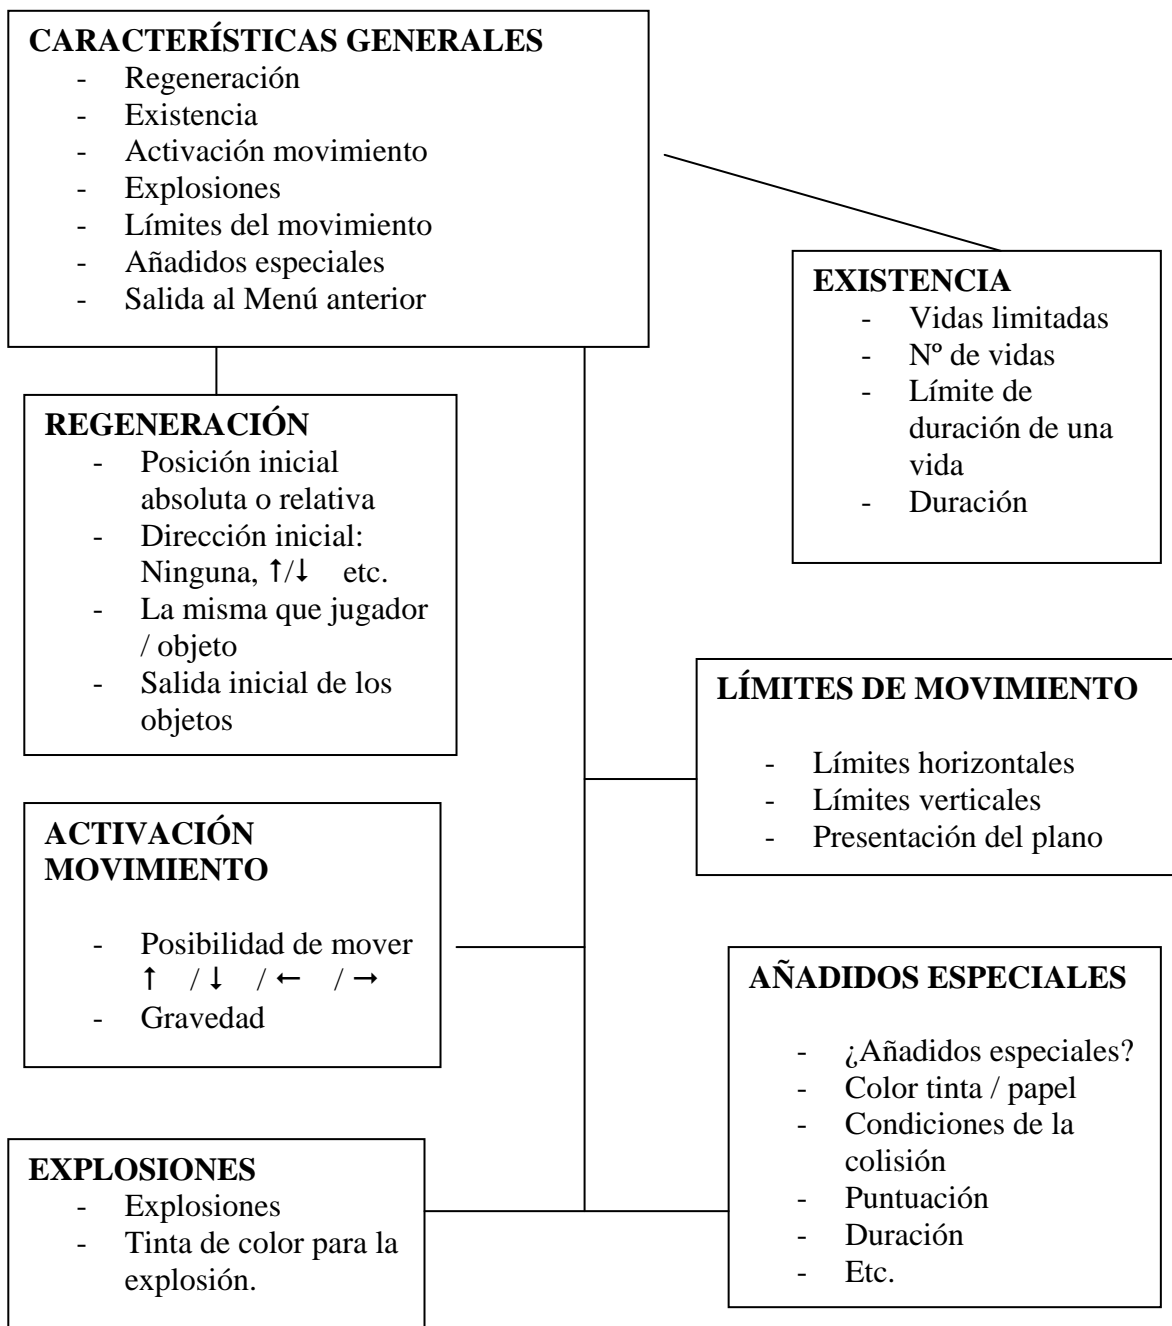 CARACTERÍSTICAS GENERALES
- Regeneración
- Existencia
- Activación movimiento
- Explosiones
- Límites del movimiento
- Añadidos especiales
- Salida al Menú anterior
EXISTENCIA
- Vidas limitadas
- Nº de vidas
- Límite de
duración de una
vida
- Duración
REGENERACIÓN
- Posición inicial
absoluta o relativa
- Dirección inicial:
Ninguna, ↑/↓ etc.
- La misma que jugador
/ objeto
- Salida inicial de los
objetos
LÍMITES DE MOVIMIENTO
- Límites horizontales
- Límites verticales
- Presentación del plano
ACTIVACIÓN
MOVIMIENTO
- Posibilidad de mover
↑ / ↓ / ← / →
- Gravedad
AÑADIDOS ESPECIALES
- ¿Añadidos especiales?
- Color tinta / papel
- Condiciones de la
colisión
- Puntuación
- Duración
- Etc.
EXPLOSIONES
- Explosiones
- Tinta de color para la
explosión.